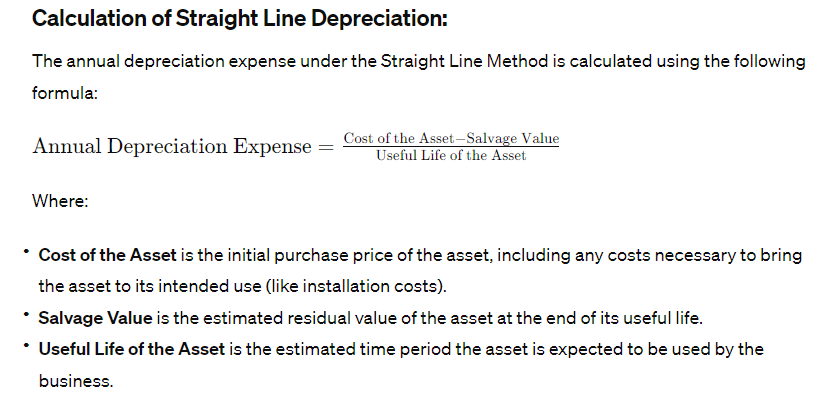 Calculation of Straight Line Depreciation:
The annual depreciation expense under the Straight Line Method is calculated using the following
formula:
Annual Depreciation Expense = Cost of the Asset−Salvage Value
Useful Life of the Asset
Where:
• Cost of the Asset is the initial purchase price of the asset, including any costs necessary to bring
the asset to its intended use (like installation costs).
• Salvage Value is the estimated residual value of the asset at the end of its useful life.
• Useful Life of the Asset is the estimated time period the asset is expected to be used by the
business.